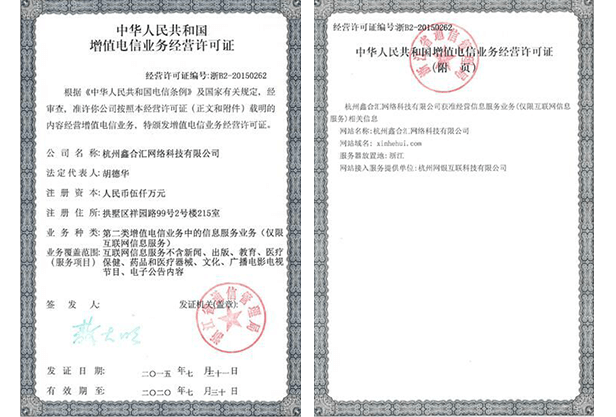 中华人民共和国
增值电信业务经营许可证
经营许可证编号:浙B2-20150262
根据《中华人民共和国电信条例》及国家有关规定，经
审查，准许你公司按照本经营许可证（正文和附件）载明的
内容经营增值电信业务，特颁发增值电信业务经营许可证。
公司名称:杭州鑫合汇网络科技有限公司
法定代表人:胡德华
注册资本:人民币伍仟万元
注册住所:拱墅区祥园路99号2号楼215室
业务种类:第二类增值电信业务中的信息服务业务（仅限
互联网信息服务）
业务覆盖范围:互联网信息服务不含新闻、出版、教育、医疗
(服务项目) 保健、药品和医疗器械、文化、广播电影电视
节目、电子公告内容
签发人:
发证机关(盖章):
浙江省通信管理局
发证日期: 二〇一五年七月三十一日
有效期至: 二〇二〇年七月三十日
经营许可证编号:浙B2-20150262
中华人民共和国增值电信业务经营许可证
(附页)
浙江省通信管理局
杭州鑫合汇网络科技有限公司获准经营信息服务业务(仅限互联网信息
服务)相关信息
网站名称:杭州鑫合汇网络科技有限公司
网站域名: xinhehui.com
服务器放置地:浙江
网站接入服务提供单位:杭州网银互联科技有限公司